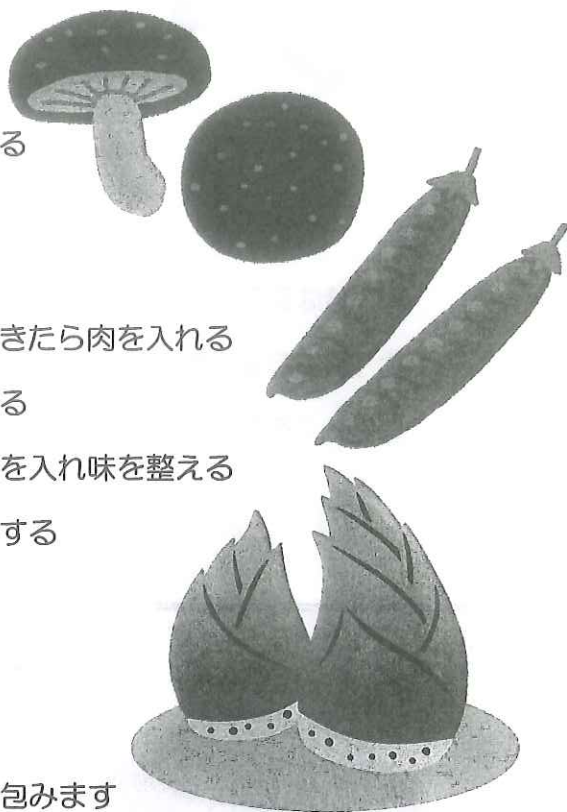 る
きたら肉を入れる
る
を入れ味を整える
する
包みます